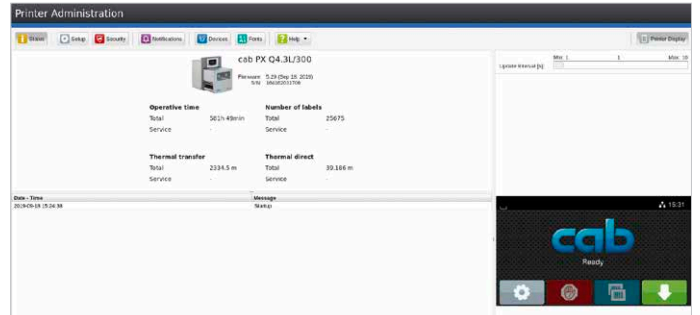 Printer Administration
Status Setup Security Notifications Devices Fonts Help Printer Display
cab PX Q4.3L/300
Firmware 5.29 (Sep 18 2019)
S/N
Operative time Number of labels
Total 581h 49min Total 25675
Service - Service -
Thermal transfer Thermal direct
Total 2334.5 m Total 39.186 m
Service - Service -
Update Interval [s]: Min: 1 1 Max: 10
Date - Time Message
2019-09-18 15:24:38 Startup
15:31
cab
Ready